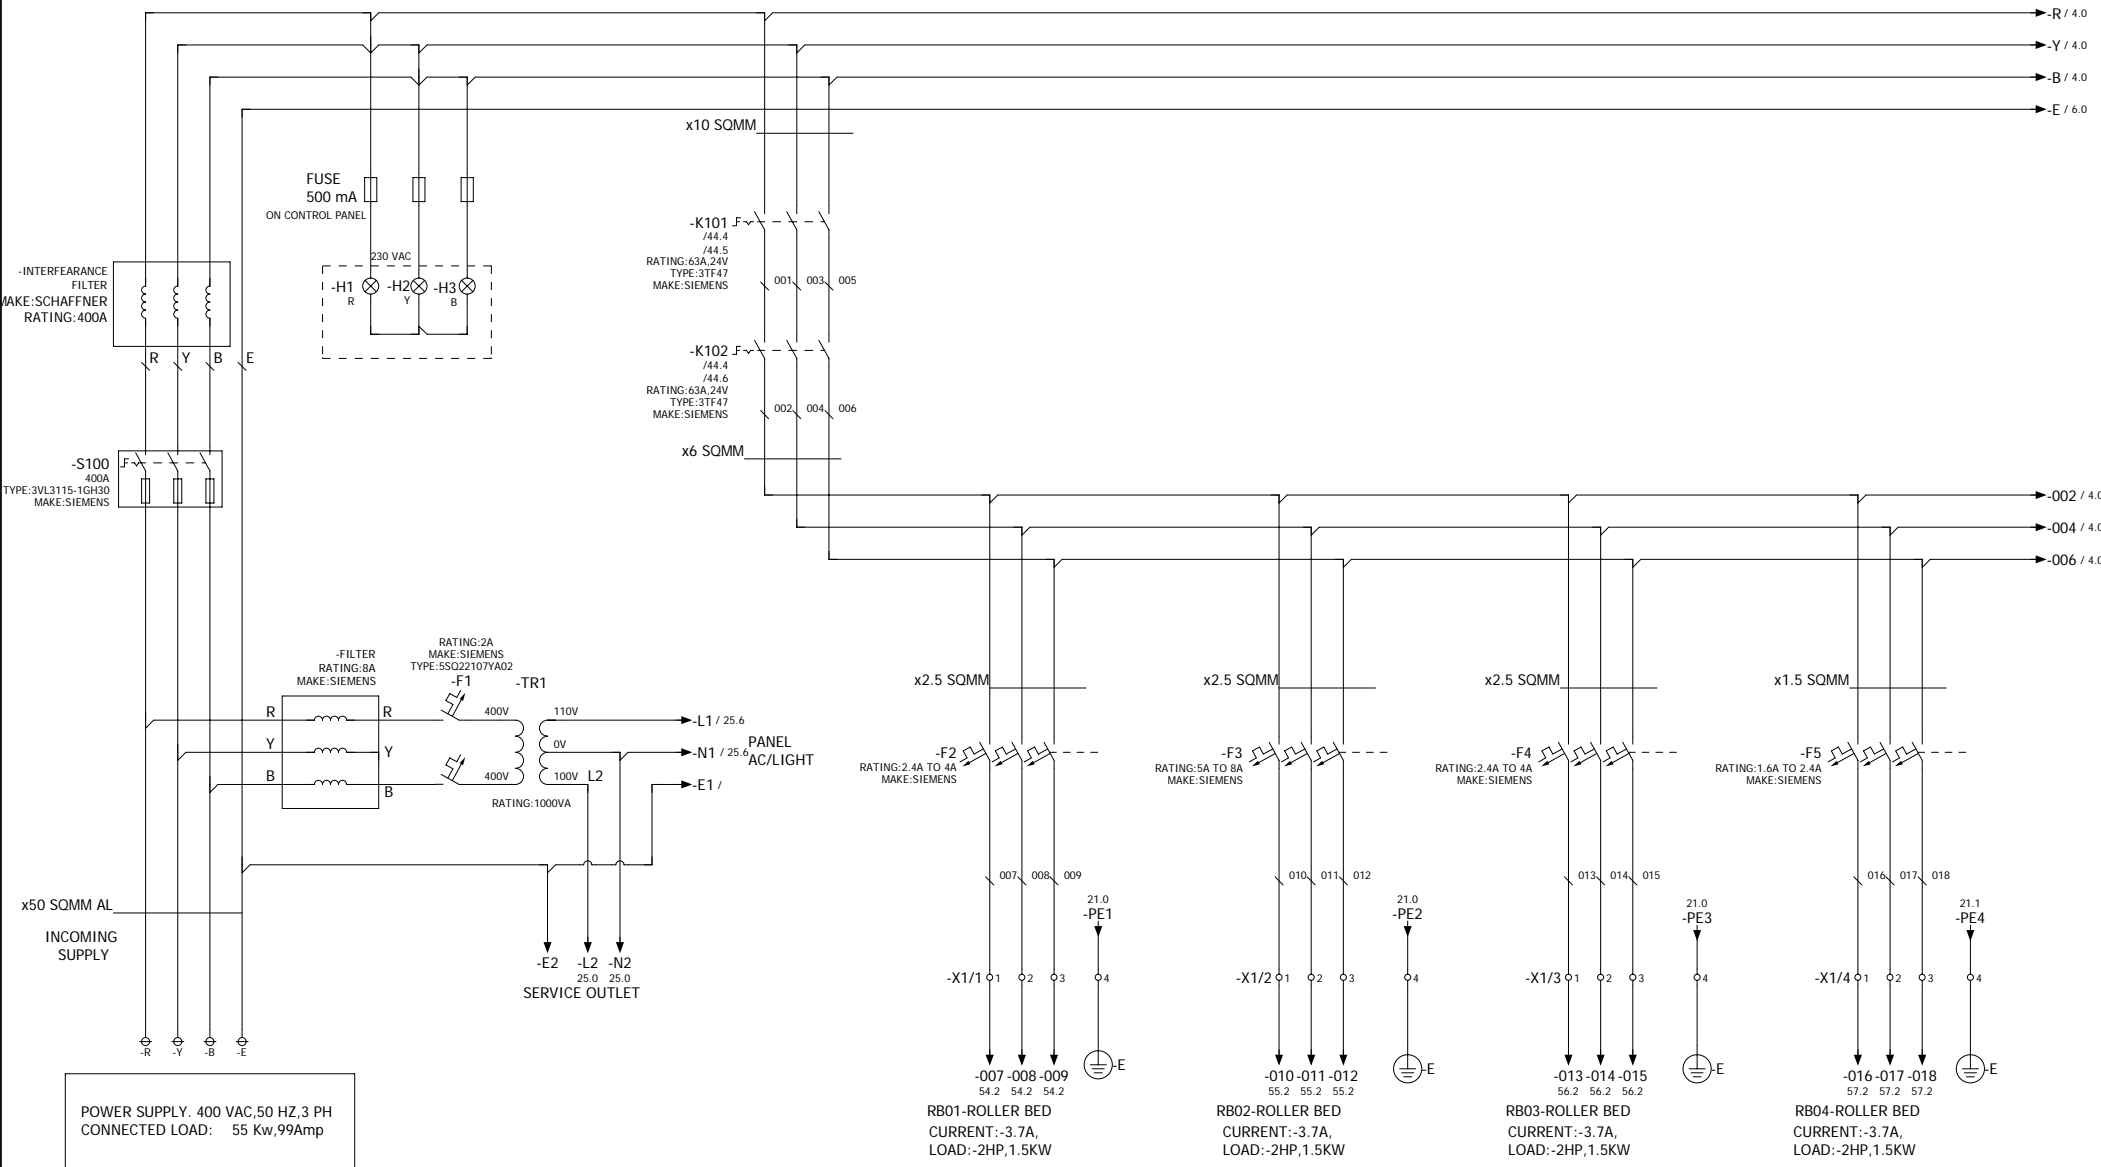 -R / 4.0
-Y / 4.0
-B / 4.0
-E / 6.0
x10 SQMM
FUSE
500 mA
ON CONTROL PANEL
-K101
/44.4
/44.5
RATING:63A,24V
TYPE:3TF47
MAKE:SIEMENS
001 003 005
230 VAC
-H1 -H2 -H3
R Y B
-INTERFEARANCE
FILTER
MAKE:SCHAFFNER
RATING:400A
R Y B E
-K102
/44.4
/44.6
RATING:63A,24V
TYPE:3TF47
MAKE:SIEMENS
002 004 006
x6 SQMM
-S100
400A
TYPE:3VL3115-1GH30
MAKE:SIEMENS
-002 / 4.0
-004 / 4.0
-006 / 4.0
-FILTER
RATING:8A
MAKE:SIEMENS
RATING:2A
MAKE:SIEMENS
TYPE:5SQ22107YA02
-F1
-TR1
R R 400V 110V -L1 / 25.6
Y Y 0V -N1 / 25.6
PANEL
AC/LIGHT
B B 400V 100V L2 -E1 /
RATING:1000VA
x2.5 SQMM x2.5 SQMM x2.5 SQMM x1.5 SQMM
-F2
RATING:2.4A TO 4A
MAKE:SIEMENS
-F3
RATING:5A TO 8A
MAKE:SIEMENS
-F4
RATING:2.4A TO 4A
MAKE:SIEMENS
-F5
RATING:1.6A TO 2.4A
MAKE:SIEMENS
007 008 009 010 011 012 013 014 015 016 017 018
x50 SQMM AL
INCOMING
SUPPLY
-E2 -L2 -N2
25.0 25.0
SERVICE OUTLET
21.0
-PE1
21.0
-PE2
21.0
-PE3
21.1
-PE4
-X1/1 1 2 3 4
-X1/2 1 2 3 4
-X1/3 1 2 3 4
-X1/4 1 2 3 4
-R -Y -B -E
-E -E -E -E
-007 -008 -009
54.2 54.2 54.2
RB01-ROLLER BED
CURRENT:-3.7A,
LOAD:-2HP,1.5KW
-010 -011 -012
55.2 55.2 55.2
RB02-ROLLER BED
CURRENT:-3.7A,
LOAD:-2HP,1.5KW
-013 -014 -015
56.2 56.2 56.2
RB03-ROLLER BED
CURRENT:-3.7A,
LOAD:-2HP,1.5KW
-016 -017 -018
57.2 57.2 57.2
RB04-ROLLER BED
CURRENT:-3.7A,
LOAD:-2HP,1.5KW
POWER SUPPLY. 400 VAC,50 HZ,3 PH
CONNECTED LOAD: 55 Kw,99Amp